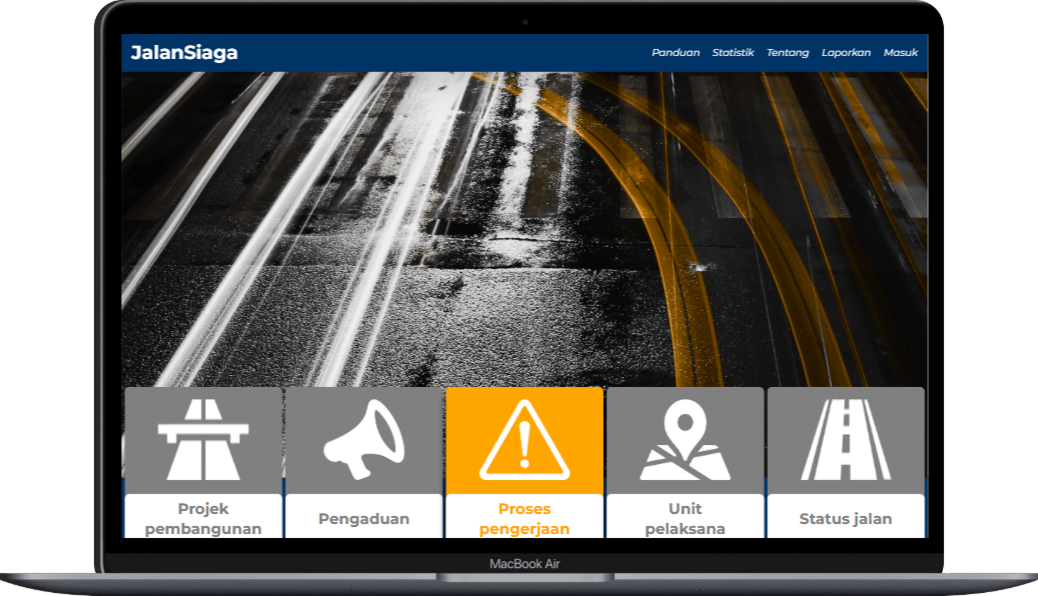 JalanSiaga
Panduan Statistik Tentang Laporkan Masuk
Projek
pembangunan
Pengaduan
Proses
pengerjaan
Unit
pelaksana
Status jalan
MacBook Air